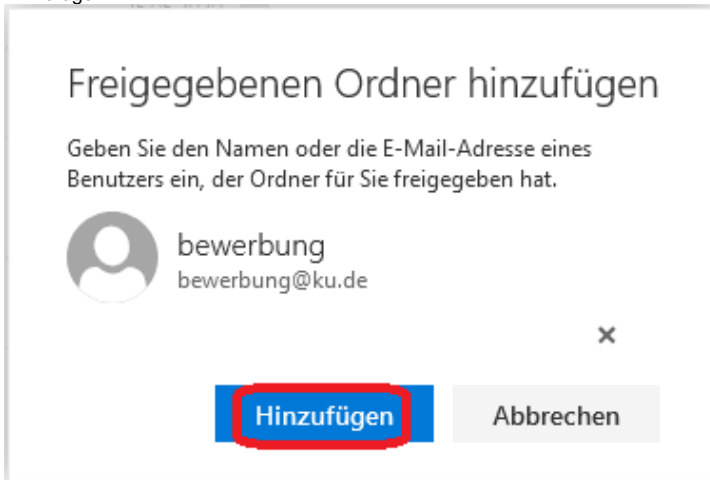 Freigegebenen Ordner hinzufügen
Geben Sie den Namen oder die E-Mail-Adresse eines
Benutzers ein, der Ordner für Sie freigegeben hat.
bewerbung
bewerbung@ku.de
Hinzufügen
Abbrechen